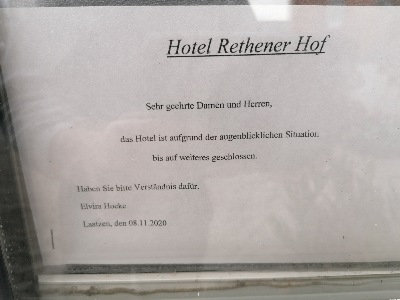 Hotel Rethener Hof
Sehr geehrte Damen und Herren,
das Hotel ist aufgrund der augenblicklichen Situation
bis auf weiteres geschlossen.
Haben Sie bitte Verständnis dafür.
Elvira Hacke
Laatzen, den 08.11.2020